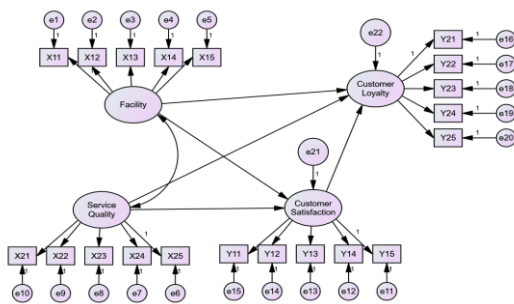 e1 e2 e3 e4 e5
1 1 1 1 1
X11 X12 X13 X14 X15
Facility
e22
1
Customer
Loyalty
1
Y21 1 e16
Y22 1 e17
Y23 1 e18
Y24 1 e19
Y25 1 e20
e21
1
Service
Quality
Customer
Satisfaction
1 1
X21 X22 X23 X24 X25
1 1 1 1 1
e10 e9 e8 e7 e6
Y11 Y12 Y13 Y14 Y15
1 1 1 1 1
e15 e14 e13 e12 e11